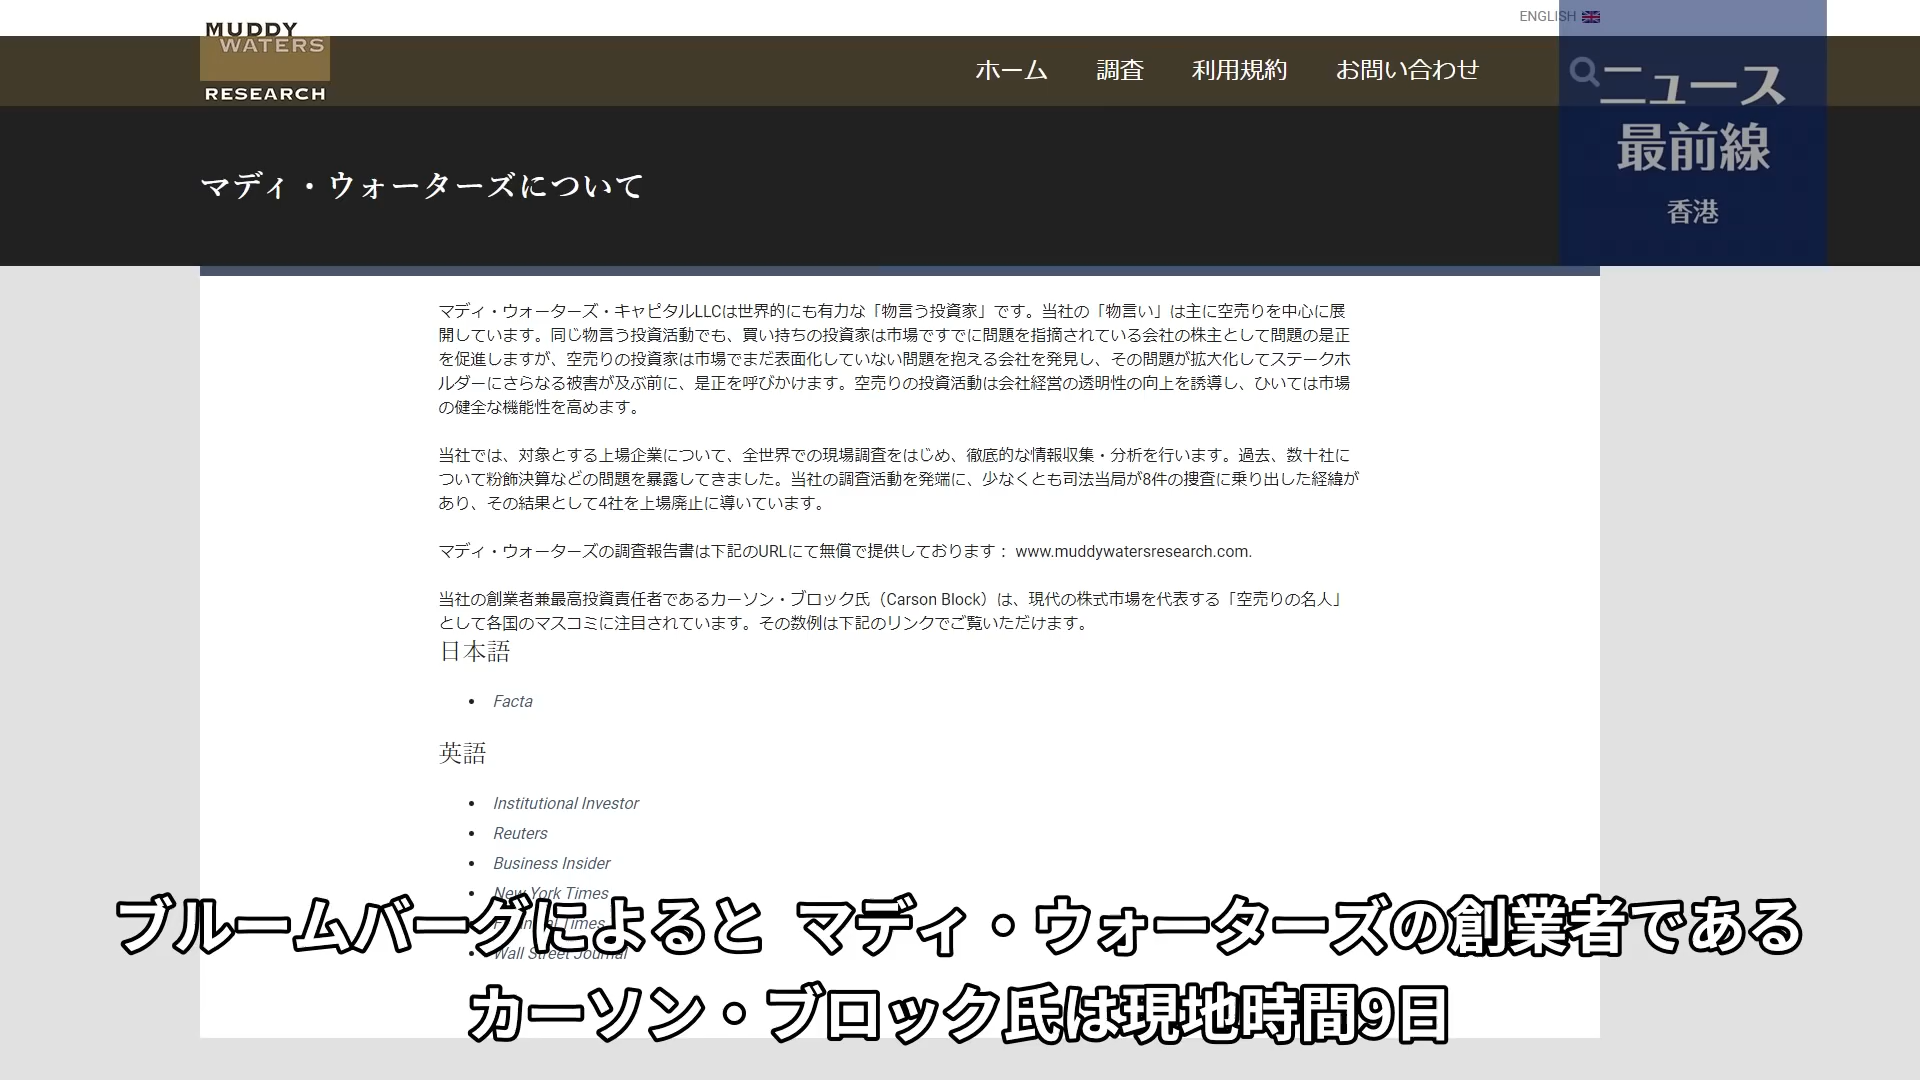 ENGLISH
MUDDY
WATERS
RESEARCH
ホーム 調査 利用規約 お問い合わせ
ニュース
最前線
香港
マディ・ウォーターズについて
マディ・ウォーターズ・キャピタルLLCは世界的にも有力な「物言う投資家」です。当社の「物言い」は主に空売りを中心に展
開しています。同じ物言う投資活動でも、買い持ちの投資家は市場ですでに問題を指摘されている会社の株主として問題の是正
を促進しますが、空売りの投資家は市場でまだ表面化していない問題を抱える会社を発見し、その問題が拡大化してステークホ
ルダーにさらなる被害が及ぶ前に、是正を呼びかけます。空売りの投資活動は会社経営の透明性の向上を誘導し、ひいては市場
の健全な機能性を高めます。
当社では、対象とする上場企業について、全世界での現場調査をはじめ、徹底的な情報収集・分析を行います。過去、数十社に
ついて粉飾決算などの問題を暴露してきました。当社の調査活動を発端に、少なくとも司法当局が8件の捜査に乗り出した経緯が
あり、その結果として4社を上場廃止に導いています。
マディ・ウォーターズの調査報告書は下記のURLにて無償で提供しております： www.muddywatersresearch.com.
当社の創業者兼最高投資責任者であるカーソン・ブロック氏（Carson Block）は、現代の株式市場を代表する「空売りの名人」
として各国のマスコミに注目されています。その数例は下記のリンクでご覧いただけます。
日本語
• Facta
英語
• Institutional Investor
• Reuters
• Business Insider
• New York Times
• Financial Times
• Wall Street Journal
ブルームバーグによると マディ・ウォーターズの創業者である
カーソン・ブロック氏は現地時間9日